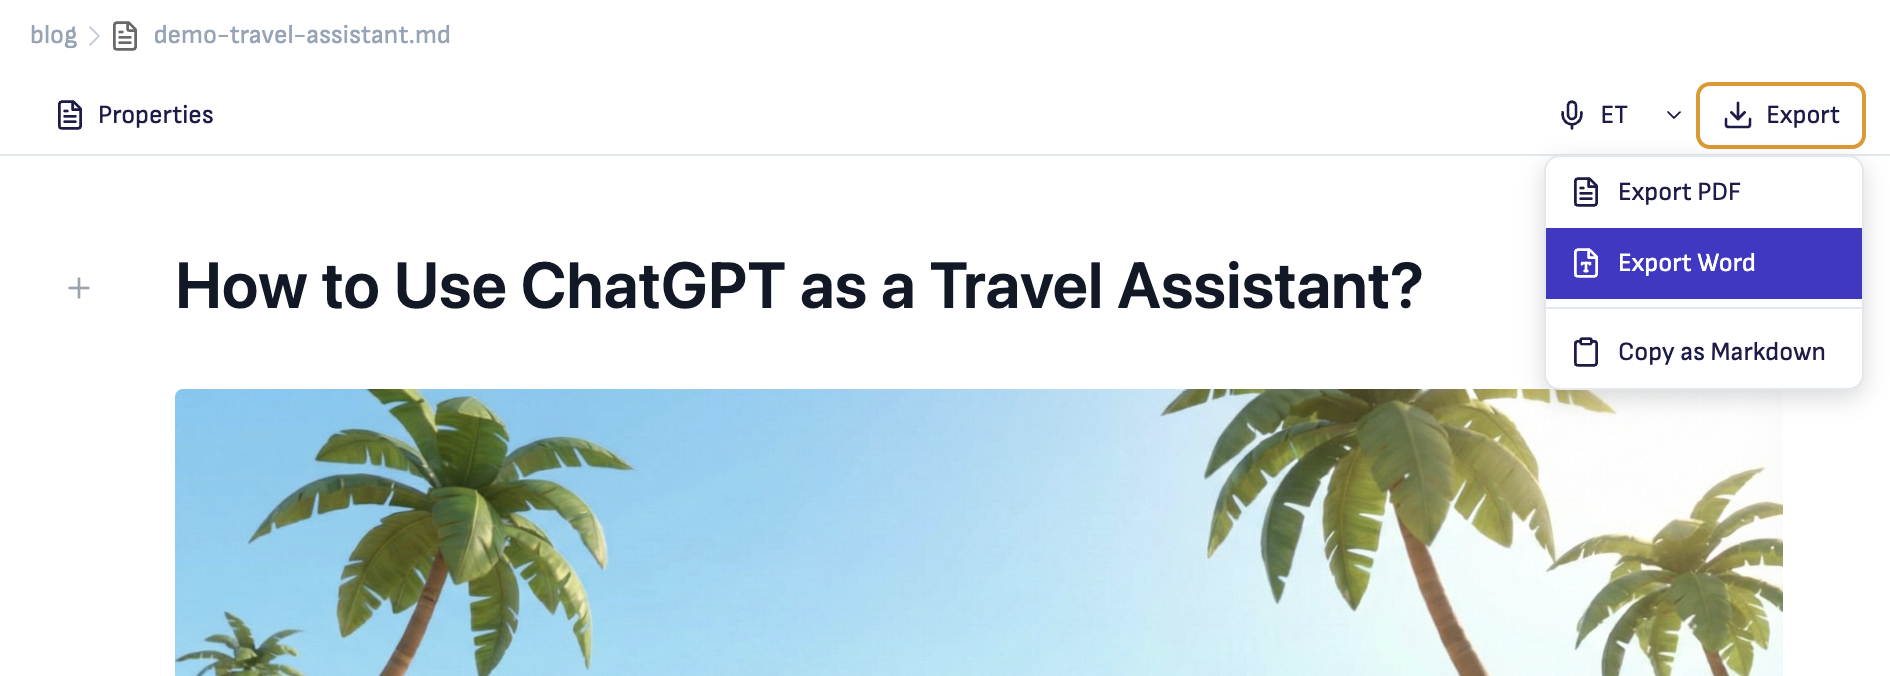 blog
demo-travel-assistant.md
Properties
ET
Export
Export PDF
Export Word
Copy as Markdown
How to Use ChatGPT as a Travel Assistant?